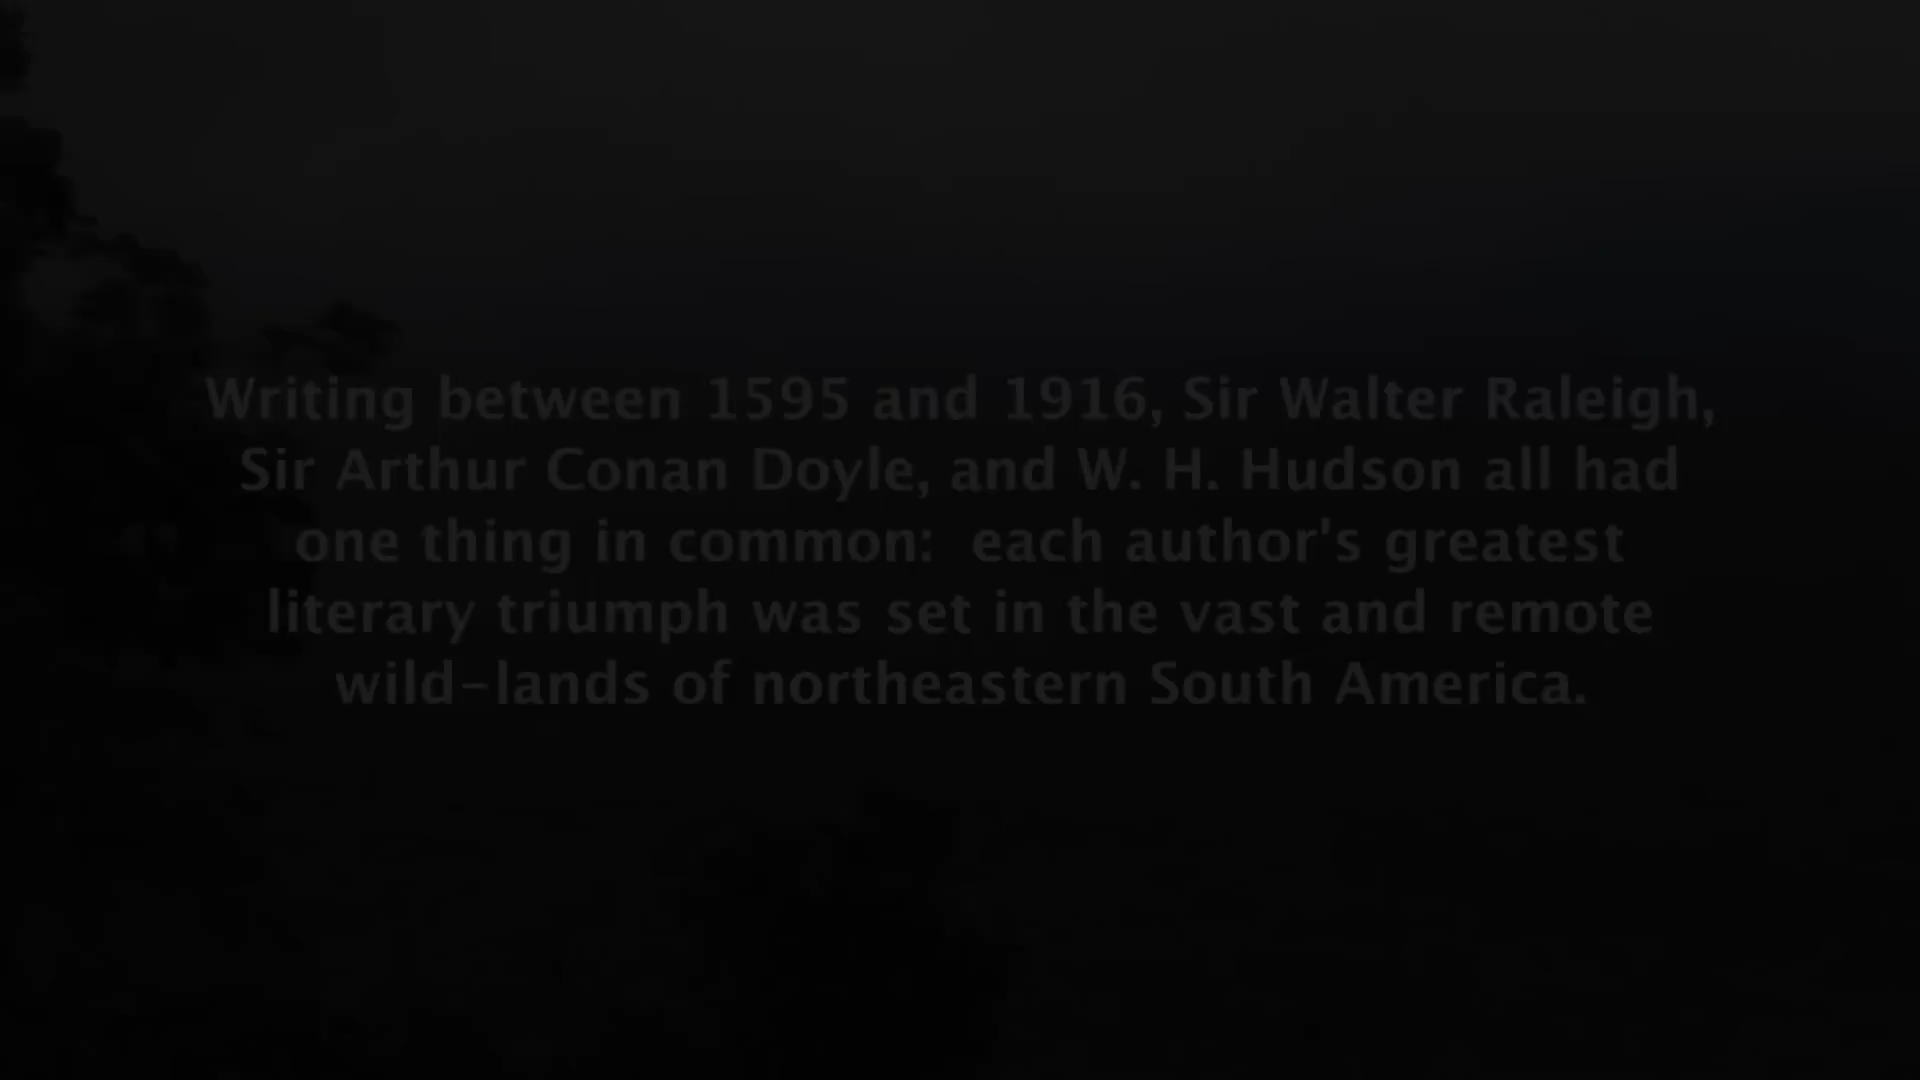 Writing between 1595 and 1916, Sir Walter Raleigh,
Sir Arthur Conan Doyle, and W. H. Hudson all had
one thing in common:  each author's greatest
literary triumph was set in the vast and remote
wild-lands of northeastern South America.